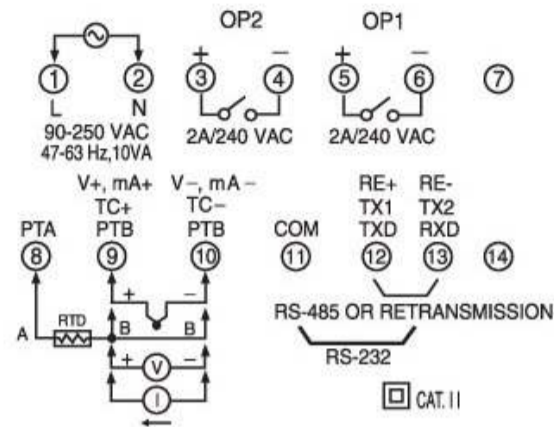 OP2 OP1
+ − + −
1 2 3 4 5 6 7
L N
90-250 VAC 2A/240 VAC 2A/240 VAC
47-63 Hz,10VA
V+, mA+ V−, mA− RE+ RE-
TC+ TC− TX1 TX2
PTA PTB PTB COM TXD RXD
8 9 10 11 12 13 14
+ −
RS-485 OR RETRANSMISSION
A RTD B B
RS-232
+ V −
I
CAT. II